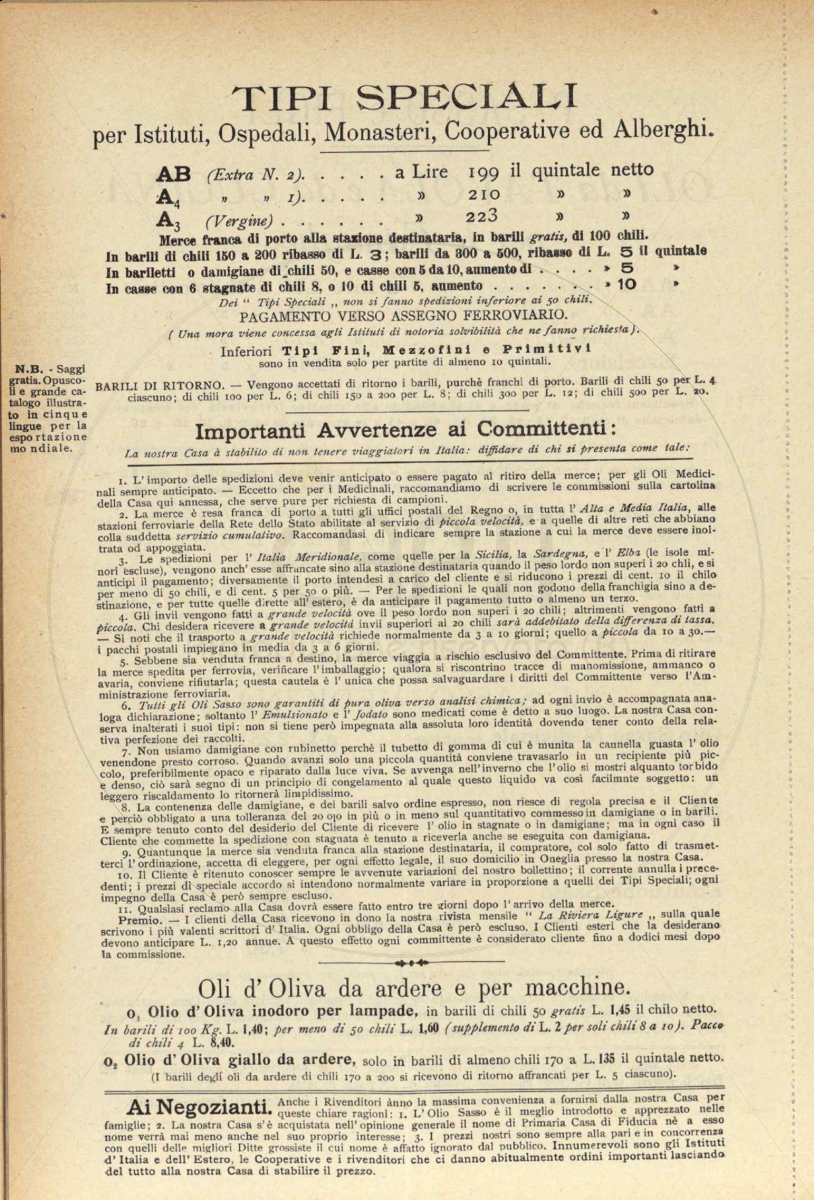 TIPI SPECIALI
per Istituti, Ospedali, Monasteri, Cooperative ed Alberghi.
AB (Extra N. 2). . . . . a Lire 199 il quintale netto
A4 „ „ 1). . . . . » 210 » »
A3 (Vergine) . . . . . . » 223 » »
Merce franca di porto alla stazione destinataria, in barili gratis, di 100 chili.
In barili di chili 150 a 200 ribasso di L. 3; barili da 300 a 500, ribasso di L. 5 il quintale
In bariletti o damigiane di chili 50, e casse con 5 da 10, aumento di . . . . » 5 »
In casse con 6 stagnate di chili 8, o 10 di chili 5, aumento . . . . . . . » 10 »
Dei “ Tipi Speciali „ non si fanno spedizioni inferiore ai 50 chili.
PAGAMENTO VERSO ASSEGNO FERROVIARIO.
( Una mora viene concessa agli Istituti di notoria solvibilità che ne fanno richiesta).
Inferiori Tipi Fini, Mezzofini e Primitivi
sono in vendita solo per partite di almeno 10 quintali.
N.B. - Saggi
gratis. Opusco-
li e grande ca-
talogo illustra-
to in cinque
lingue per la
espo rtazione
mo ndiale.
BARILI DI RITORNO. — Vengono accettati di ritorno i barili, purchè franchi di porto. Barili di chili 50 per L. 4
ciascuno; di chili 100 per L. 6; di chili 150 a 200 per L. 8; di chili 300 per L. 12; di chili 500 per L. 20.
Importanti Avvertenze ai Committenti:
La nostra Casa à stabilito di non tenere viaggiatori in Italia: diffidare di chi si presenta come tale:
1. L'importo delle spedizioni deve venir anticipato o essere pagato al ritiro della merce; per gli Oli Medici-
nali sempre anticipato. — Eccetto che per i Medicinali, raccomandiamo di scrivere le commissioni sulla cartolina
della Casa qui annessa, che serve pure per richiesta di campioni.
2. La merce è resa franca di porto a tutti gli uffici postali del Regno o, in tutta l'Alta e Media Italia, alle
stazioni ferroviarie della Rete dello Stato abilitate al servizio di piccola velocità, e a quelle di altre reti che abbiano
colla suddetta servizio cumulativo. Raccomandasi di indicare sempre la stazione a cui la merce deve essere inol-
trata od appoggiata.
3. Le spedizioni per l'Italia Meridionale, come quelle per la Sicilia, la Sardegna, e l'Elba (le isole mi-
nori escluse), vengono anch'esse affrancate sino alla stazione destinataria quando il peso lordo non superi i 20 chli, e si
anticipi il pagamento; diversamente il porto intendesi a carico del cliente e si riducono i prezzi di cent. 10 il chilo
per meno di 50 chili, e di cent. 5 per 50 o più. — Per le spedizioni le quali non godono della franchigia sino a de-
stinazione, e per tutte quelle dirette all'estero, è da anticipare il pagamento tutto o almeno un terzo.
4. Gli invii vengono fatti a grande velocità ove il peso lordo non superi i 20 chili; altrimenti vengono fatti a
piccola. Chi desidera ricevere a grande velocità invii superiori ai 20 chili sarà addebitato della differenza di tassa.
— Si noti che il trasporto a grande velocità richiede normalmente da 3 a 10 giorni; quello a piccola da 10 a 30.—
i pacchi postali impiegano in media da 3 a 6 giorni.
5. Sebbene sia venduta franca a destino, la merce viaggia a rischio esclusivo del Committente. Prima di ritirare
la merce spedita per ferrovia, verificare l'imballaggio; qualora si riscontrino tracce di manomissione, ammanco o
avaria, conviene rifiutarla; questa cautela è l'unica che possa salvaguardare i diritti del Committente verso l'Am-
ministrazione ferroviaria.
6. Tutti gli Oli Sasso sono garantiti di pura oliva verso analisi chimica; ad ogni invio è accompagnata ana-
loga dichiarazione; soltanto l'Emulsionato e l'Jodato sono medicati come è detto a suo luogo. La nostra Casa con-
serva inalterati i suoi tipi: non si tiene però impegnata alla assoluta loro identità dovendo tener conto della rela-
tiva perfezione dei raccolti.
7. Non usiamo damigiane con rubinetto perchè il tubetto di gomma di cui è munita la cannella guasta l'olio
venendone presto corroso. Quando avanzi solo una piccola quantità conviene travasarlo in un recipiente più pic-
colo, preferibilmente opaco e riparato dalla luce viva. Se avvenga nell'inverno che l'olio si mostri alquanto torbido
e denso, ciò sarà segno di un principio di congelamento al quale questo liquido va così facilmnte soggetto: un
leggero riscaldamento lo ritornerà limpidissimo.
8. La contenenza delle damigiane, e dei barili salvo ordine espresso, non riesce di regola precisa e il Cliente
e perciò obbligato a una tolleranza del 20 o|o in più o in meno sul quantitativo commesso in damigiane o in barili.
E sempre tenuto conto del desiderio del Cliente di ricevere l'olio in stagnate o in damigiane; ma in ogni caso il
Cliente che commette la spedizione con stagnata è tenuto a riceverla anche se eseguita con damigiana.
9. Quantunque la merce sia venduta franca alla stazione destinataria, il compratore, col solo fatto di trasmet-
terci l'ordinazione, accetta di eleggere, per ogni effetto legale, il suo domicilio in Oneglia presso la nostra Casa.
10. Il Cliente è ritenuto conoscer sempre le avvenute variazioni del nostro bollettino; il corrente annulla i prece-
denti; i prezzi di speciale accordo si intendono normalmente variare in proporzione a quelli dei Tipi Speciali; ogni
impegno della Casa è però sempre escluso.
11. Qualsiasi reclamo alla Casa dovrà essere fatto entro tre giorni dopo l'arrivo della merce.
Premio. — I clienti della Casa ricevono in dono la nostra rivista mensile “ La Riviera Ligure „ sulla quale
scrivono i più valenti scrittori d'Italia. Ogni obbligo della Casa è però escluso. I Clienti esteri che la desiderano
devono anticipare L. 1,20 annue. A questo effetto ogni committente è considerato cliente fino a dodici mesi dopo
la commissione.
Oli d'Oliva da ardere e per macchine.
O1 Olio d'Oliva inodoro per lampade, in barili di chili 50 gratis L. 1,45 il chilo netto.
In barili di 100 Kg. L. 1,40; per meno di 50 chili L. 1,60 (supplemento di L. 2 per soli chili 8 a 10). Pacco
di chili 4 L. 8,40.
O2 Olio d'Oliva giallo da ardere, solo in barili di almeno chili 170 a L. 135 il quintale netto.
(I barili degli oli da ardere di chili 170 a 200 si ricevono di ritorno affrancati per L. 5 ciascuno).
Ai Negozianti. Anche i Rivenditori ànno la massima convenienza a fornirsi dalla nostra Casa per
queste chiare ragioni: 1. L'Olio Sasso è il meglio introdotto e apprezzato nelle
famiglie; 2. La nostra Casa s'è acquistata nell'opinione generale il nome di Primaria Casa di Fiducia nè a esso
nome verrà mai meno anche nel suo proprio interesse; 3. I prezzi nostri sono sempre alla pari e in concorrenza
con quelli delle migliori Ditte grossiste il cui nome è affatto ignorato dal pubblico. Innumerevoli sono gli Istituti
d'Italia e dell'Estero, le Cooperative e i rivenditori che ci danno abitualmente ordini importanti lasciando
del tutto alla nostra Casa di stabilire il prezzo.